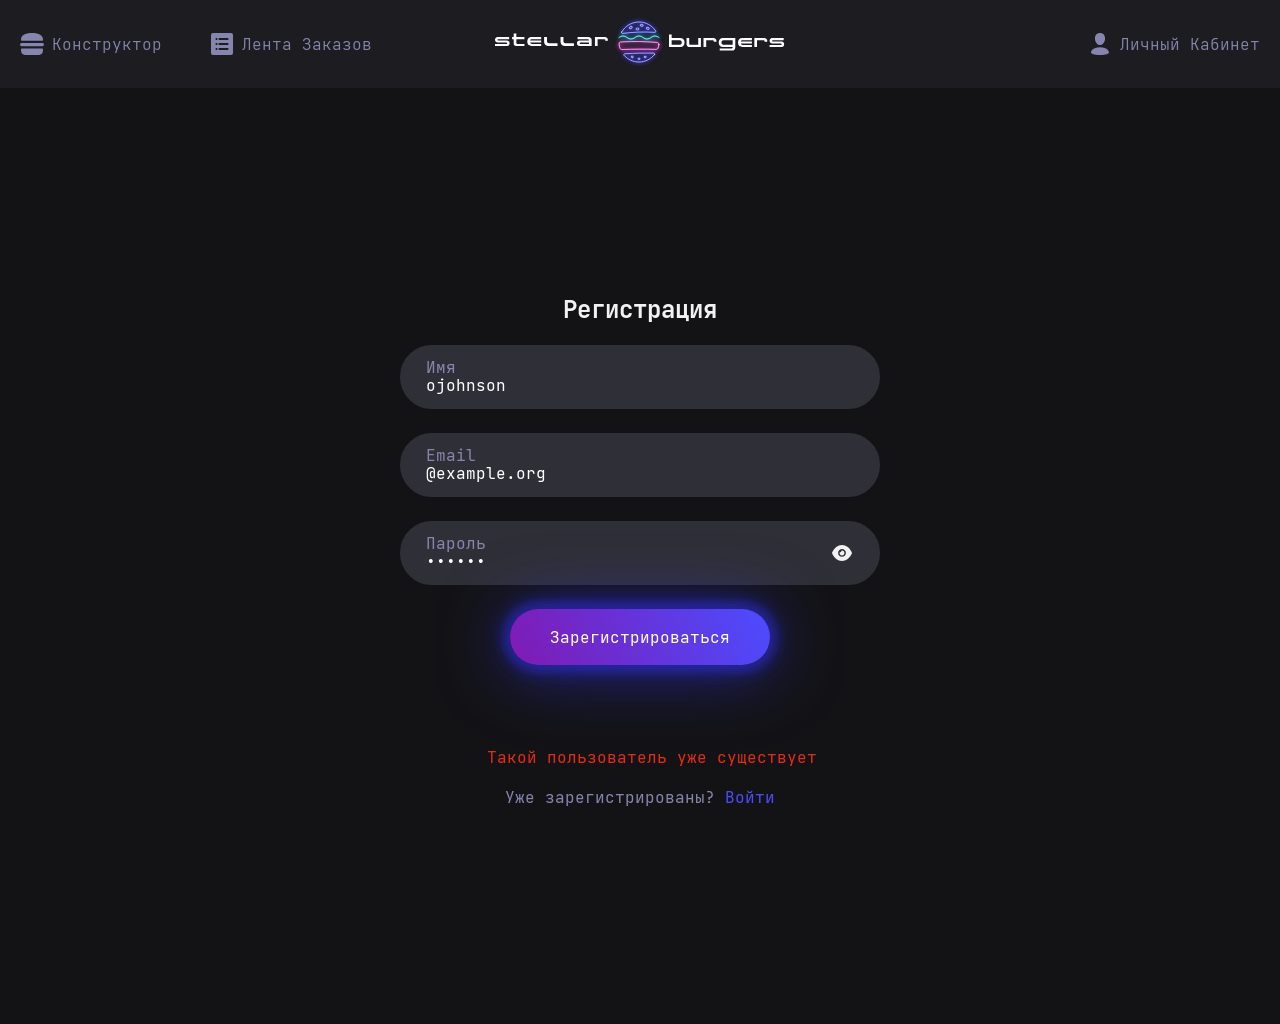 Конструктор
Лента Заказов
stellar burgers
Личный Кабинет
Регистрация
Имя
ojohnson
Email
@example.org
Пароль
••••••
Зарегистрироваться
Такой пользователь уже существует
Уже зарегистрированы? Войти